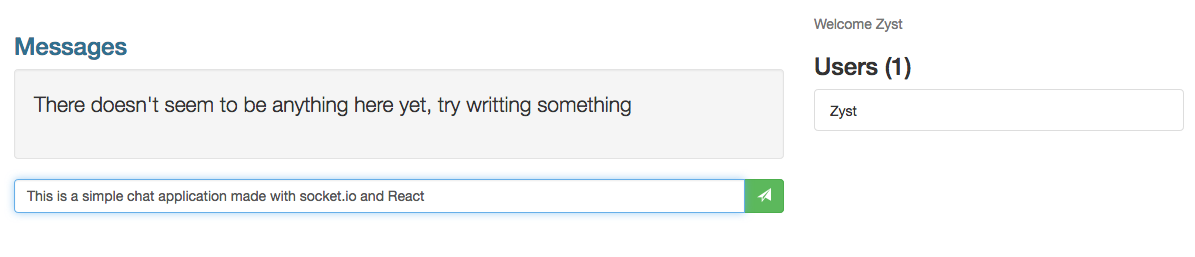 Messages
There doesn't seem to be anything here yet, try writting something
This is a simple chat application made with socket.io and React
Welcome Zyst
Users (1)
Zyst